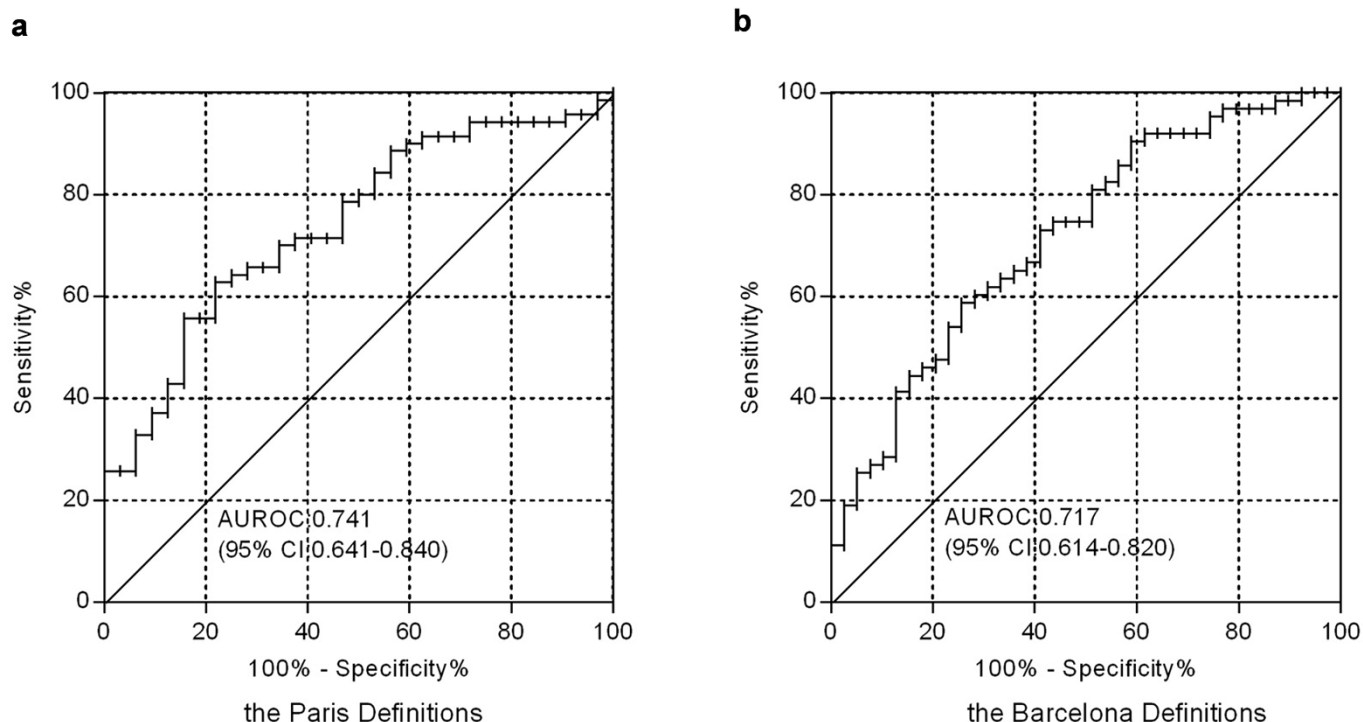 a
100
80
60
40
20
0
Sensitivity%
AUROC:0.741
(95% CI:0.641-0.840)
0 20 40 60 80 100
100% - Specificity%
the Paris Definitions
b
100
80
60
40
20
0
Sensitivity%
AUROC:0.717
(95% CI:0.614-0.820)
0 20 40 60 80 100
100% - Specificity%
the Barcelona Definitions